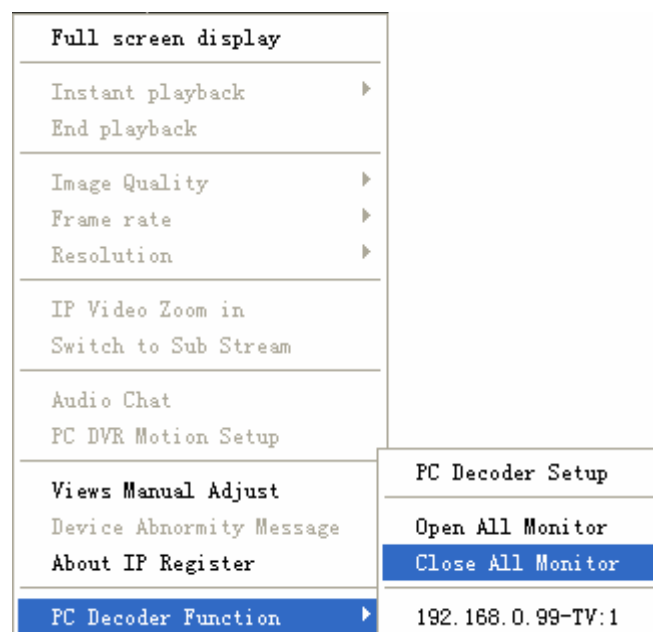 Full screen display
Instant playback
End playback
Image Quality
Frame rate
Resolution
IP Video Zoom in
Switch to Sub Stream
Audio Chat
PC DVR Motion Setup
Views Manual Adjust
Device Abnormity Message
About IP Register
PC Decoder Function
PC Decoder Setup
Open All Monitor
Close All Monitor
192.168.0.99-TV:1